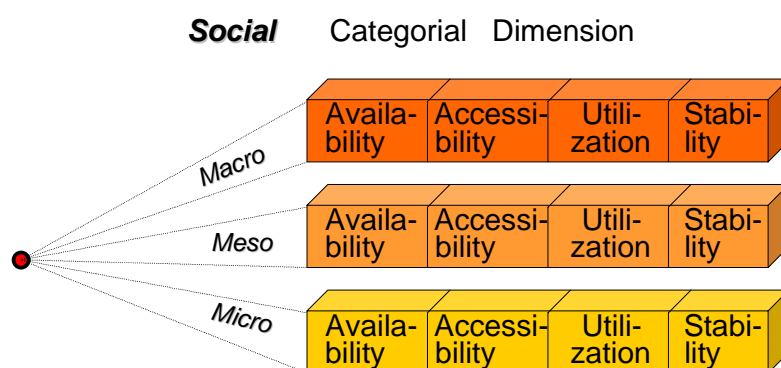 Social Categorial Dimension
Macro
Availa-
bility
Accessi-
bility
Utili-
zation
Stabi-
lity
Meso
Availa-
bility
Accessi-
bility
Utili-
zation
Stabi-
lity
Micro
Availa-
bility
Accessi-
bility
Utili-
zation
Stabi-
lity